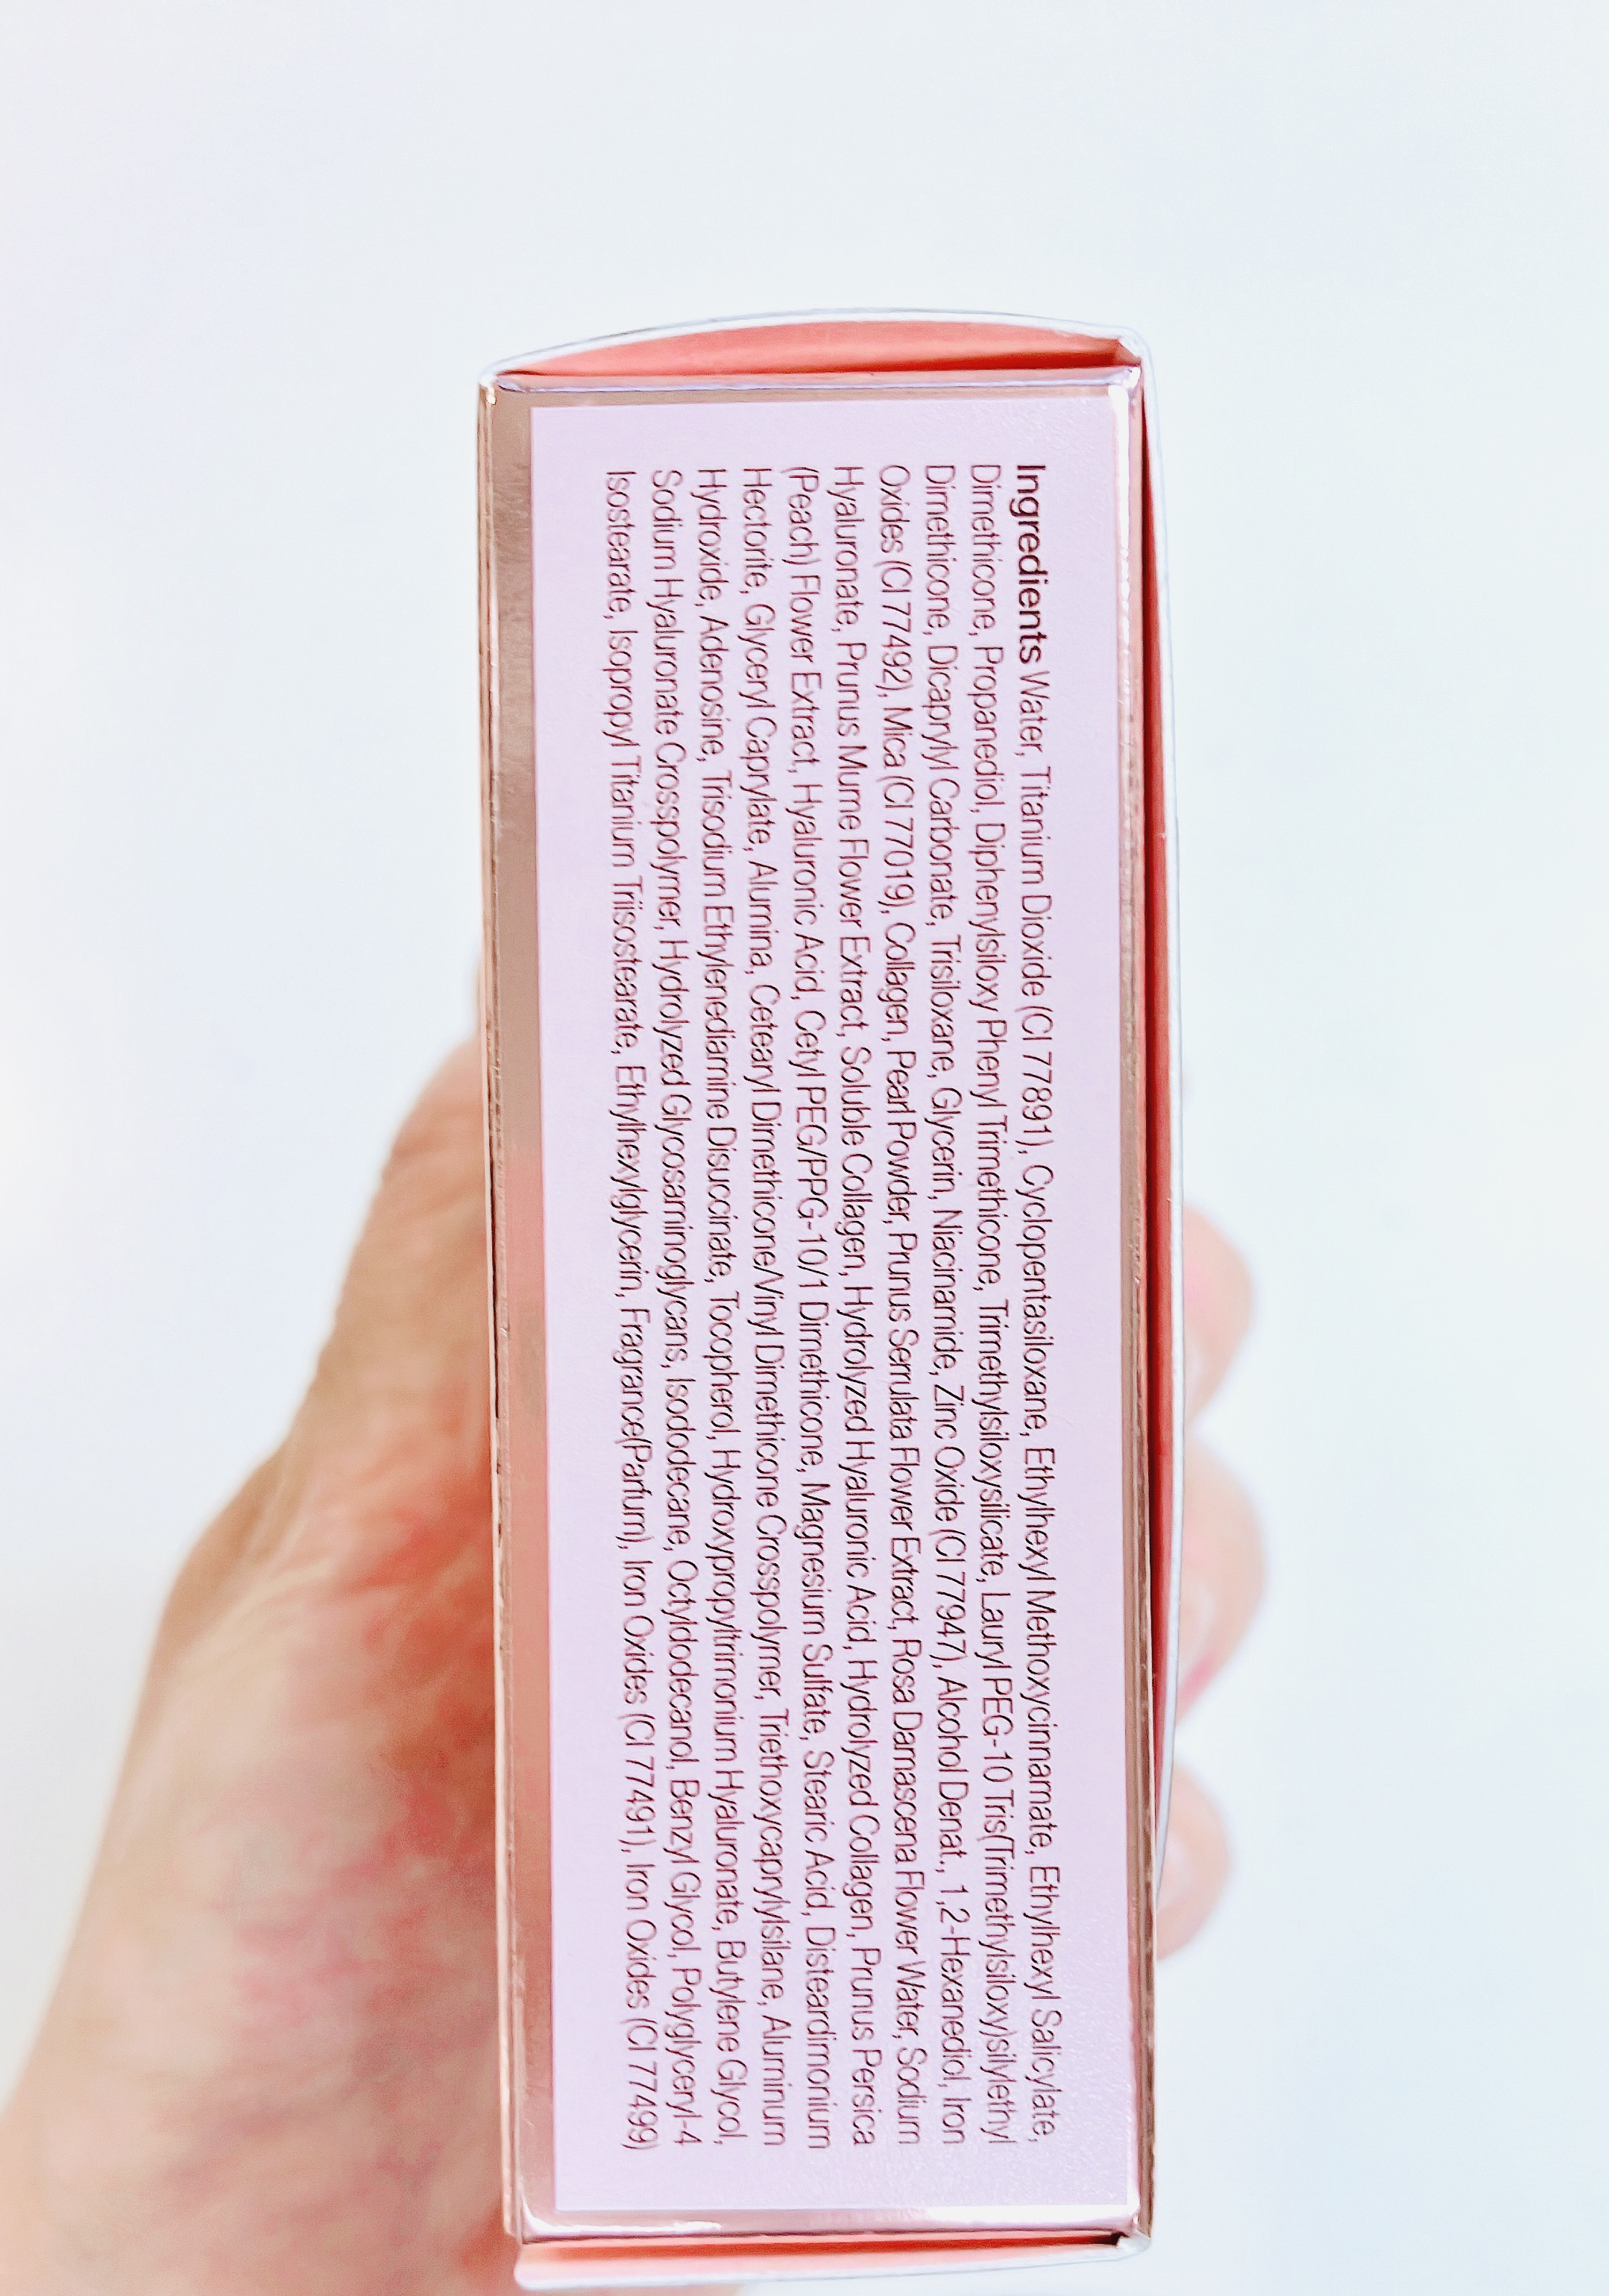 Ingredients Water, Titanium Dioxide (CI 77891), Cyclopentasiloxane, Ethylhexyl Methoxycinnamate, Ethylhexyl Salicylate,
Dimethicone, Propanediol, Diphenylsiloxy Phenyl Trimethicone, Trimethylsiloxysilicate, Lauryl PEG-10 Tris(Trimethylsiloxy)silylethyl
Dimethicone, Dicaprylyl Carbonate, Trisiloxane, Glycerin, Niacinamide, Zinc Oxide (CI 77947), Alcohol Denat., 1,2-Hexanediol, Iron
Oxides (CI 77492), Mica (CI 77019), Collagen, Pearl Powder, Prunus Serrulata Flower Extract, Rosa Damascena Flower Water, Sodium
Hyaluronate, Prunus Mume Flower Extract, Soluble Collagen, Hydrolyzed Hyaluronic Acid, Hydrolyzed Collagen, Prunus Persica
(Peach) Flower Extract, Hyaluronic Acid, Cetyl PEG/PPG-10/1 Dimethicone, Magnesium Sulfate, Stearic Acid, Disteardimonium
Hectorite, Glyceryl Caprylate, Alumina, Cetearyl Dimethicone/Vinyl Dimethicone Crosspolymer, Triethoxycaprylylsilane, Aluminum
Hydroxide, Adenosine, Trisodium Ethylenediamine Disuccinate, Tocopherol, Hydroxypropyltrimonium Hyaluronate, Butylene Glycol,
Sodium Hyaluronate Crosspolymer, Hydrolyzed Glycosaminoglycans, Isododecane, Octyldodecanol, Benzyl Glycol, Polyglyceryl-4
Isostearate, Isopropyl Titanium Triisostearate, Ethylhexylglycerin, Fragrance(Parfum), Iron Oxides (CI 77491), Iron Oxides (CI 77499)